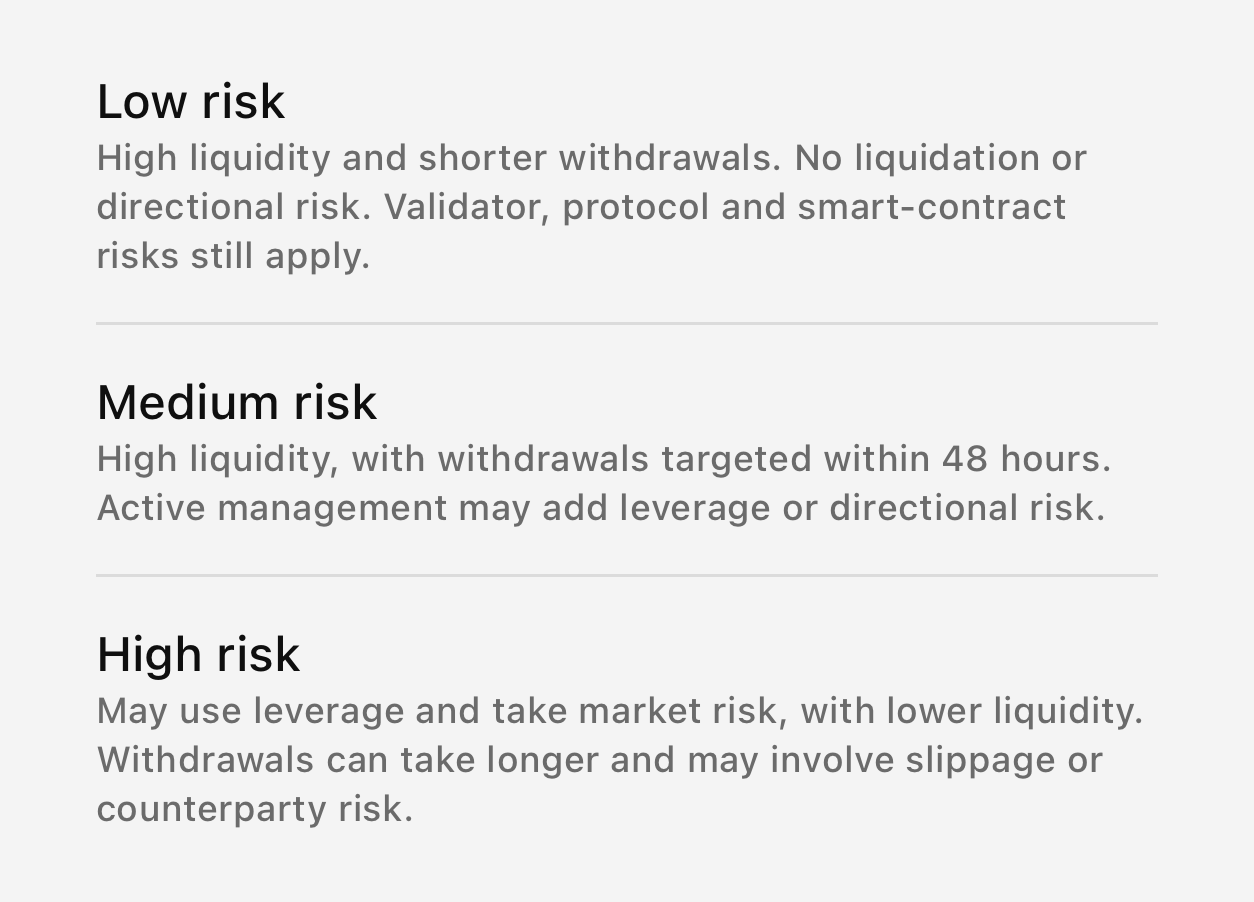 Low risk
High liquidity and shorter withdrawals. No liquidation or
directional risk. Validator, protocol and smart-contract
risks still apply.
Medium risk
High liquidity, with withdrawals targeted within 48 hours.
Active management may add leverage or directional risk.
High risk
May use leverage and take market risk, with lower liquidity.
Withdrawals can take longer and may involve slippage or
counterparty risk.